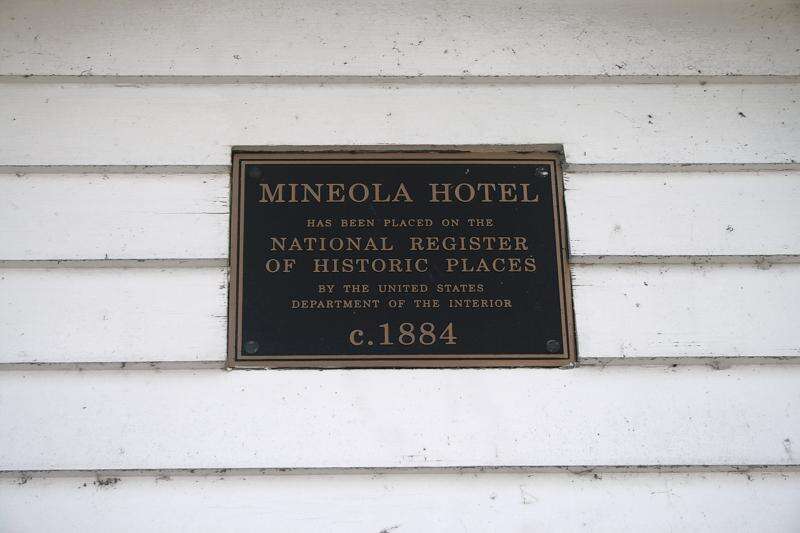 MINEOLA HOTEL
HAS BEEN PLACED ON THE
NATIONAL REGISTER
OF HISTORIC PLACES
BY THE UNITED STATES
DEPARTMENT OF THE INTERIOR
c.1884